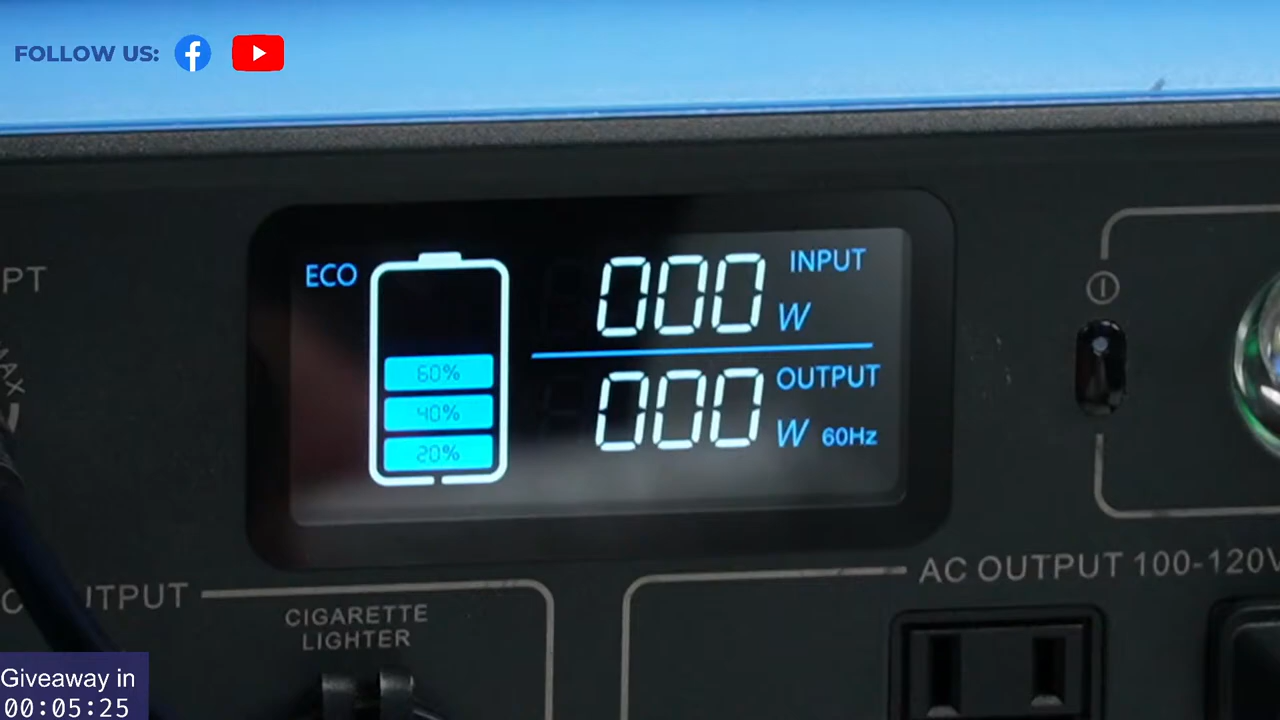 FOLLOW US:
PT
ECO
60%
40%
20%
000 INPUT
W
000 OUTPUT
W 60Hz
CIGARETTE
LIGHTER
AC OUTPUT 100-120V
Giveaway in
00:05:25